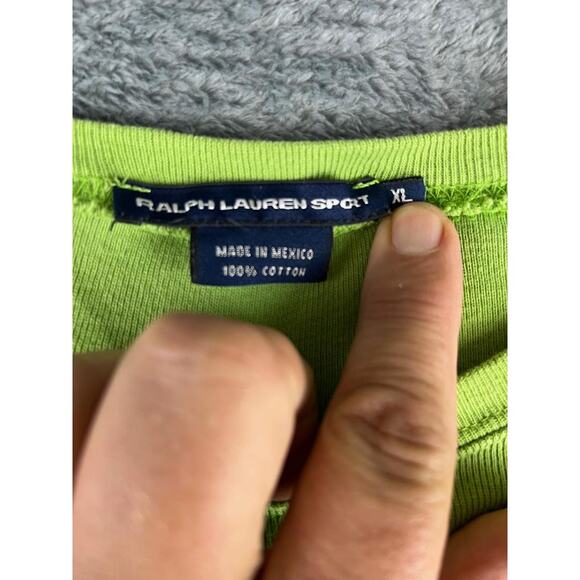 RALPH LAUREN SPORT XL
MADE IN MEXICO
100% COTTON